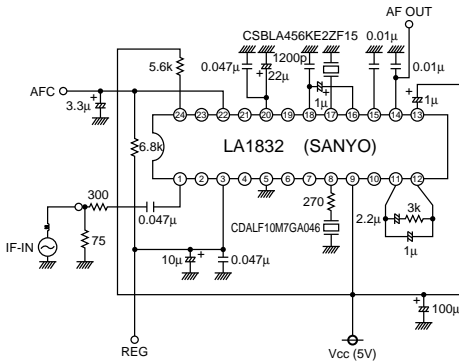 AF OUT
CSBLA456KE2ZF15
0.01μ
5.6k
0.047μ
1200p
0.01μ
22μ
AFC
3.3μ
1μ
1μ
24 23 22 21 20 19 18 17 16 15 14 13
6.8k
LA1832 (SANYO)
1 2 3 4 5 6 7 8 9 10 11 12
300
0.047μ
270
2.2μ
3k
IF-IN
75
CDALF10M7GA046
1μ
10μ
0.047μ
100μ
REG
Vcc (5V)